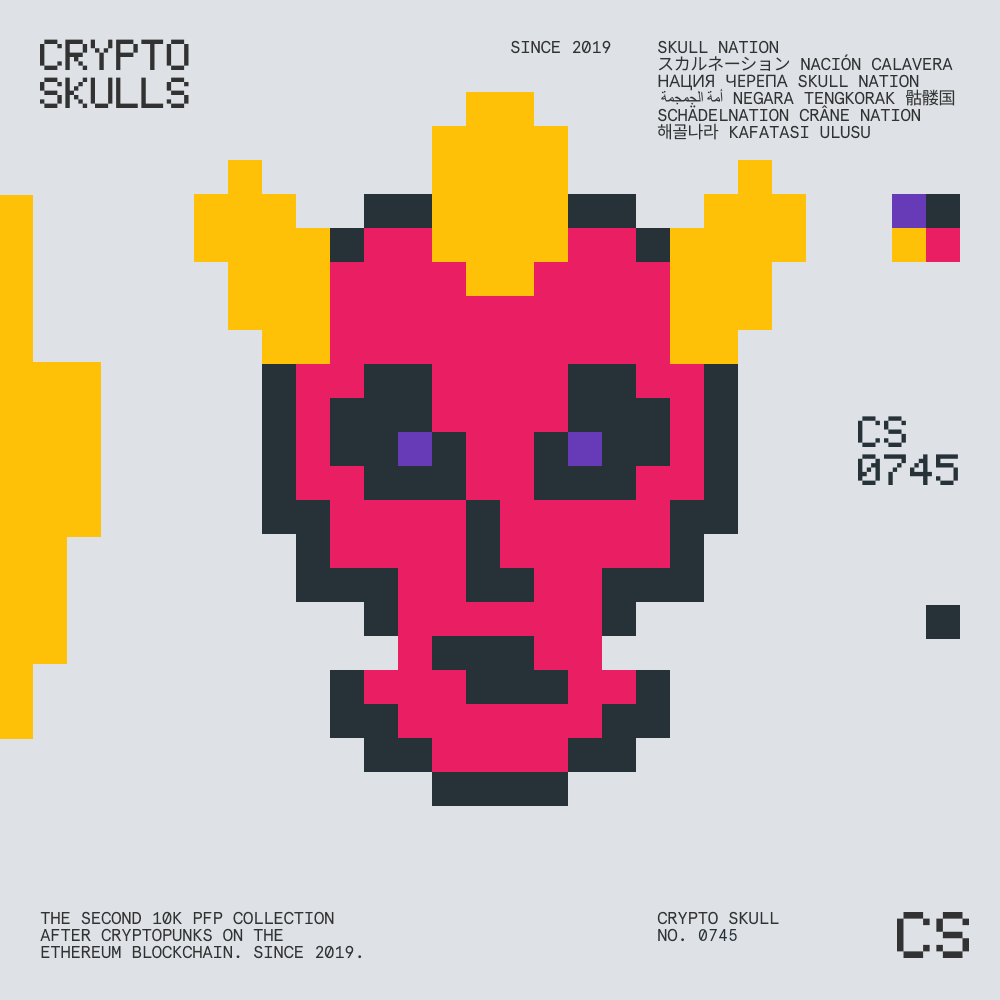 CRYPTO
SKULLS
SINCE 2019
SKULL NATION
スカルネーション NACIÓN CALAVERA
НАЦИЯ ЧЕРЕПА SKULL NATION
أمة الجمجمة NEGARA TENGKORAK 骷髅国
SCHÄDELNATION CRÂNE NATION
해골나라 KAFATASI ULUSU
CS
0745
THE SECOND 10K PFP COLLECTION
AFTER CRYPTOPUNKS ON THE
ETHEREUM BLOCKCHAIN. SINCE 2019.
CRYPTO SKULL
NO. 0745
CS